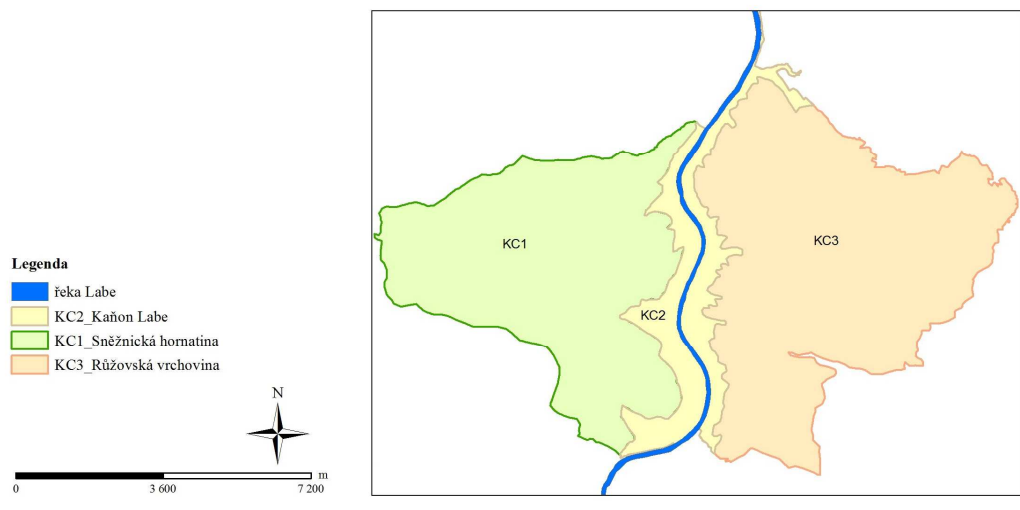 KC1
KC3
KC2
Legenda
řeka Labe
KC2_Kaňon Labe
KC1_Sněžnická hornatina
KC3_Růžovská vrchovina
N
m
0 3 600 7 200